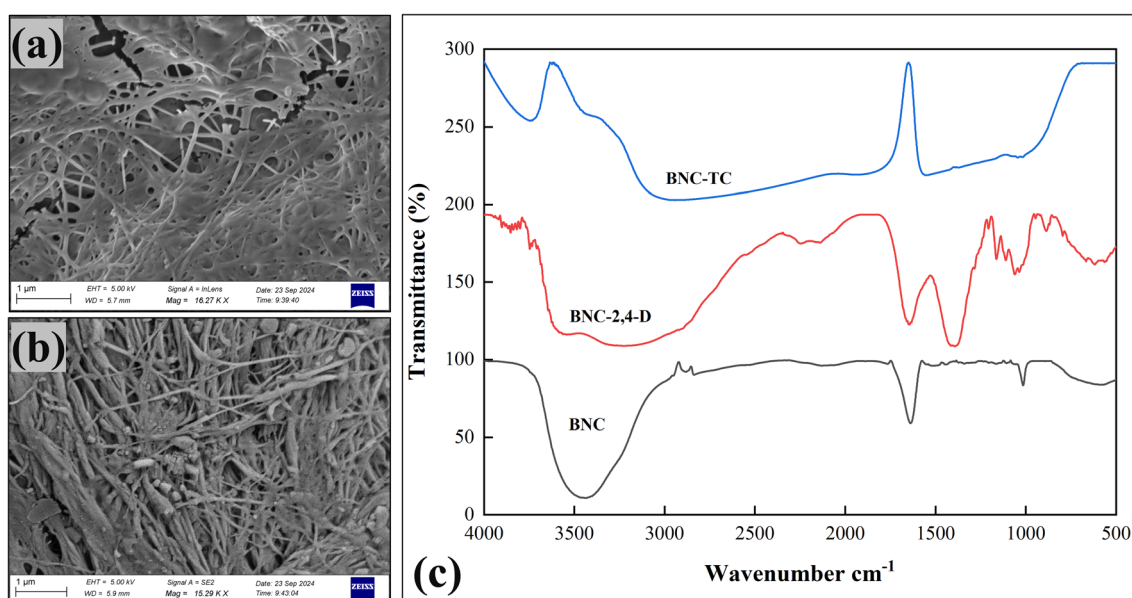 (a)
1 μm
EHT = 5.00 kV
Signal A = InLens
Date: 23 Sep 2024
WD = 5.7 mm
Mag = 16.27 K X
Time: 9:39:40
ZEISS
(b)
1 μm
EHT = 5.00 kV
Signal A = SE2
Date: 23 Sep 2024
WD = 5.9 mm
Mag = 15.29 K X
Time: 9:43:04
ZEISS
(c)
Transmittance (%)
300
250
200
150
100
50
0
BNC-TC
BNC-2,4-D
BNC
4000 3500 3000 2500 2000 1500 1000 500
Wavenumber cm⁻¹